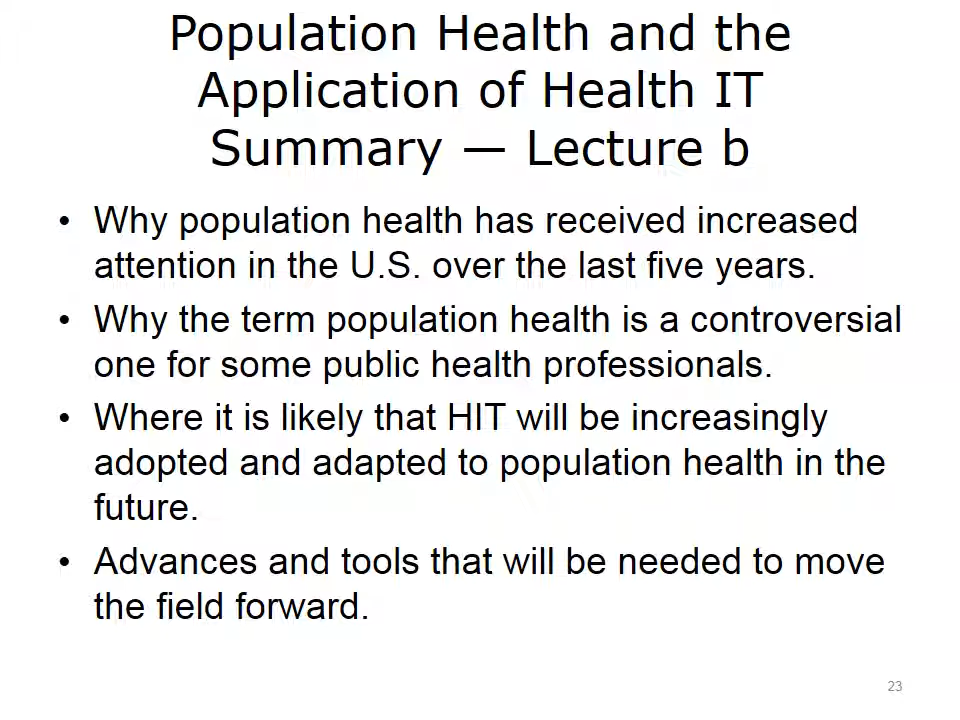 Population Health and the
Application of Health IT
Summary — Lecture b
• Why population health has received increased
attention in the U.S. over the last five years.
• Why the term population health is a controversial
one for some public health professionals.
• Where it is likely that HIT will be increasingly
adopted and adapted to population health in the
future.
• Advances and tools that will be needed to move
the field forward.
23